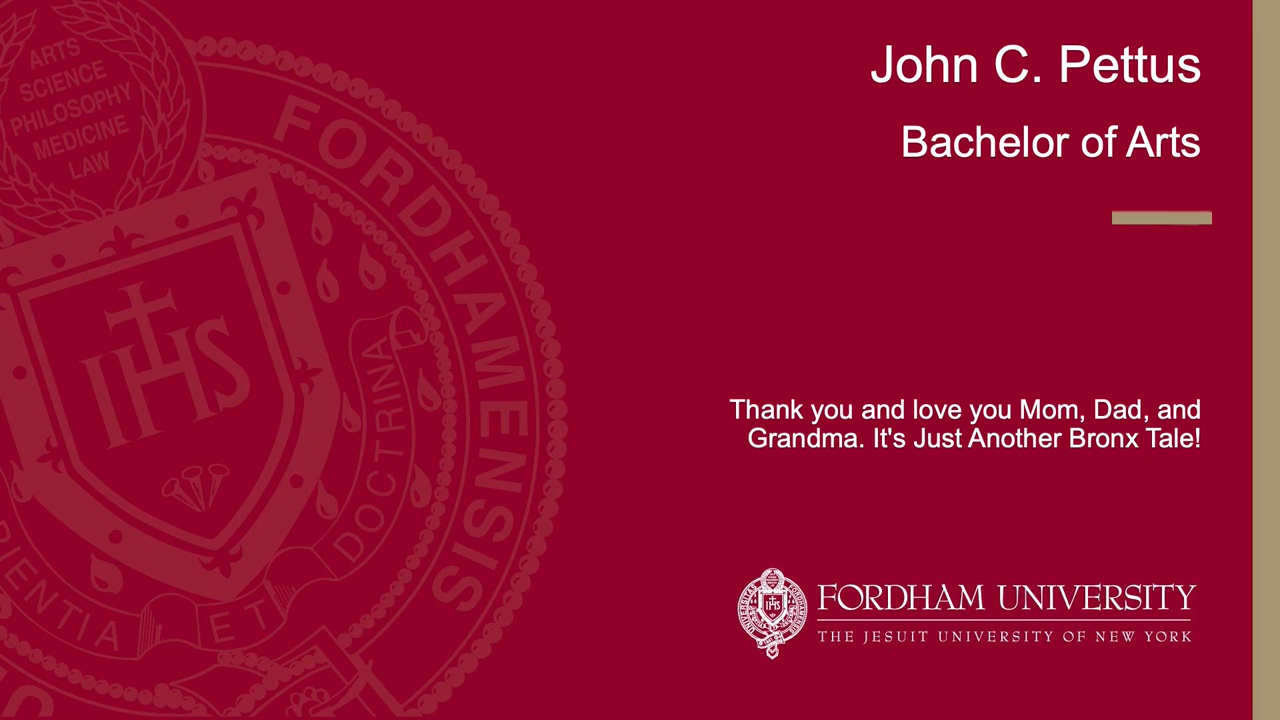 John C. Pettus
Bachelor of Arts
Thank you and love you Mom, Dad, and
Grandma. It's Just Another Bronx Tale!
FORDHAM UNIVERSITY
THE JESUIT UNIVERSITY OF NEW YORK
ARTS
SCIENCE
PHILOSOPHY
MEDICINE
LAW
FORDHAMENSIS
IHS
DOCTRINA
ET